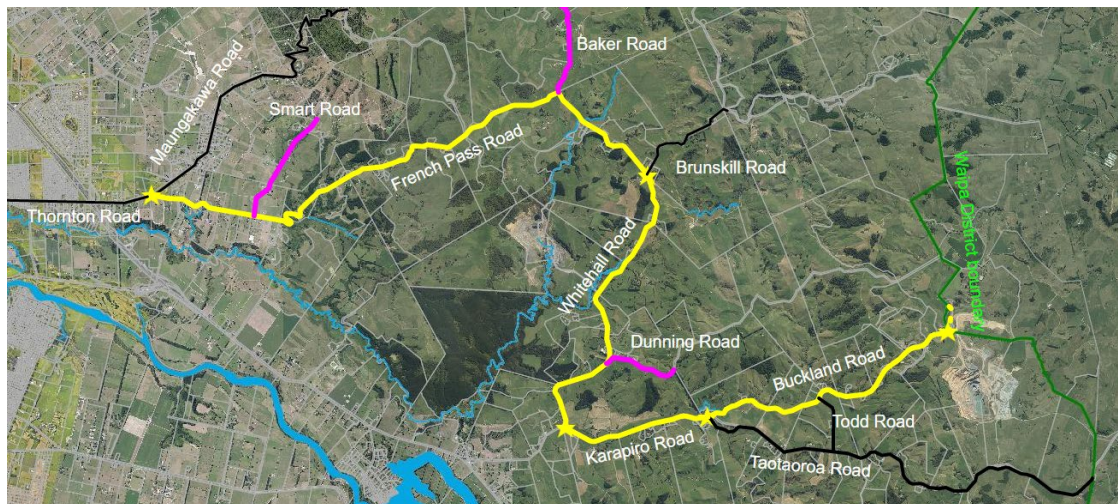 Baker Road
Maungakawa Road
Smart Road
French Pass Road
Brunskill Road
Thornton Road
Waipa District boundary
Whitehall Road
Dunning Road
Buckland Road
Todd Road
Karapiro Road
Taotaoroa Road